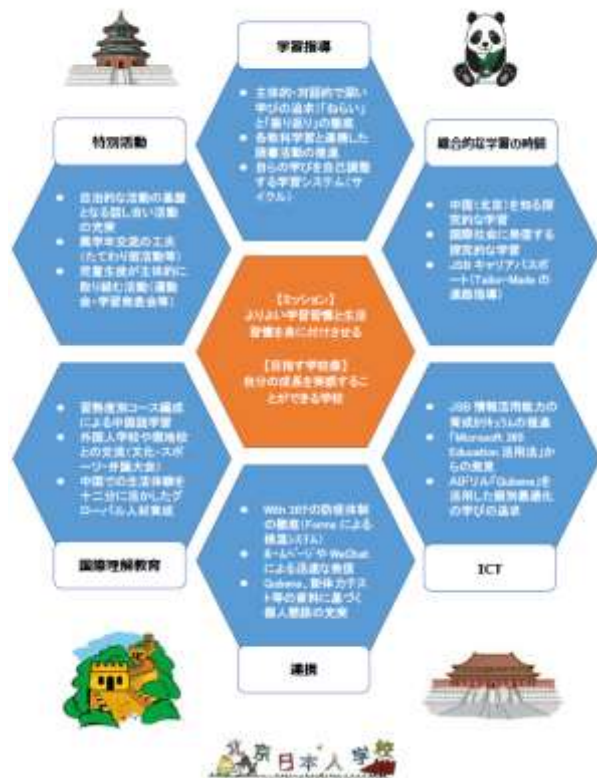 学習指導
主体的・対話的で深い
学びの追求(「ねらい」
と「振り返り」の徹底
各教科学習と連携した
読書活動の推進
自らの学びを自己調整
する学習システム(サ
イクル)
特別活動
自治的な活動の基盤
となる話し合い活動
の充実
異学年交流の工夫
(たてわり班活動等)
児童生徒が主体的に
取り組む活動(運動
会・学習発表会等)
総合的な学習の時間
中国(北京)を知る探
究的な学習
国際社会に発信する
探究的な学習
JSB キャリアパスポ
ート(Tailor-Made の
進路指導)
【ミッション】
よりよい学習習慣と生活
習慣を身に付けさせる
【目指す学校像】
自分の成長を実感するこ
とができる学校
習熟度別コース編成
による中国語学習
外国人学校や現地校
との交流(文化・スポ
ーツ・弁論大会)
中国での生活体験を
十二分に活かしたグ
ローバル人材育成
国際理解教育
JSB 情報活用能力の
育成カリキュラムの推進
「Microsoft 365
Education 活用法」か
らの発見
AIドリル「Qubena」を
活用した個別最適化
の学びの追求
ICT
の防疫体制
の徹底(Forms による
検温システム)
ホームページや WeChat
による迅速な発信
Qubena、新体力テス
ト等の資料に基づく
個人懇談の充実
連携
北京日本人学校